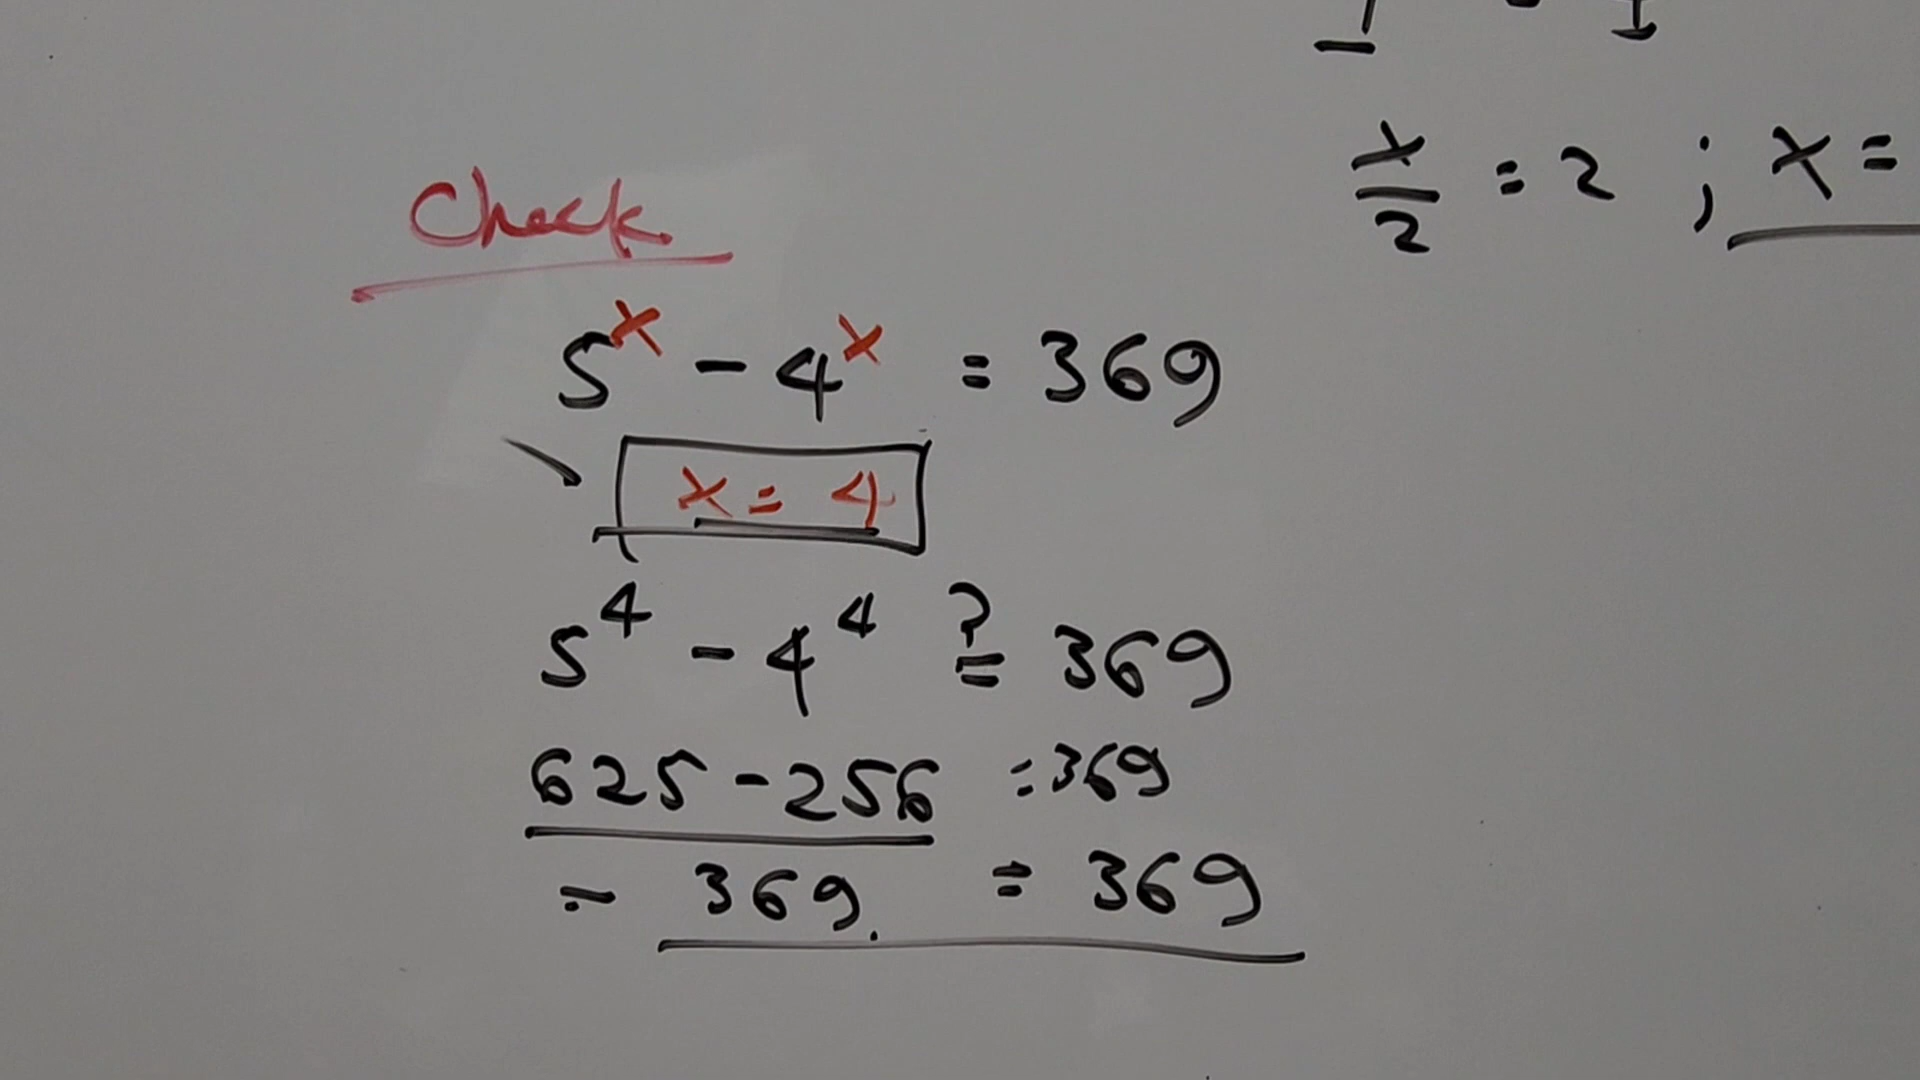 x/2 = 2 ; x =
Check
5^x - 4^x = 369
x = 4
5^4 - 4^4 ?= 369
625 - 256 = 369
= 369. = 369